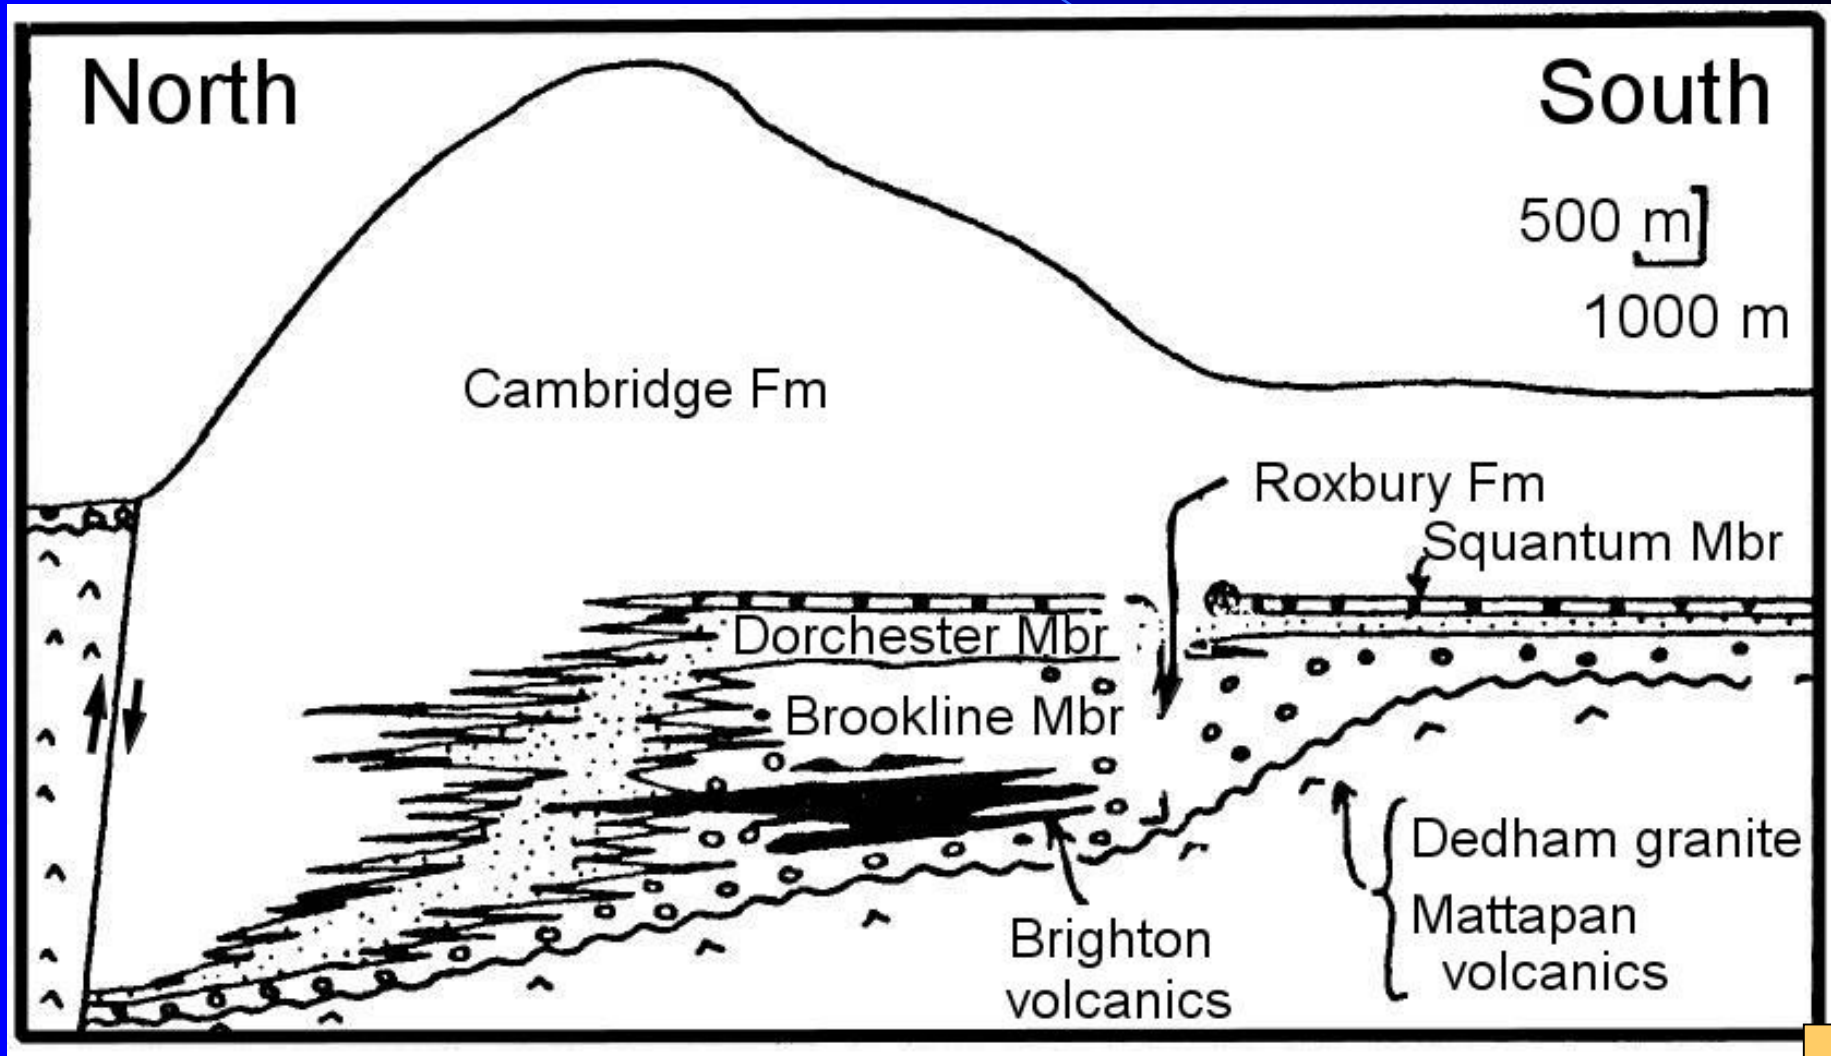 North
South
500 m
1000 m
Cambridge Fm
Roxbury Fm
Squantum Mbr
Dorchester Mbr
Brookline Mbr
Dedham granite
Mattapan
volcanics
Brighton
volcanics